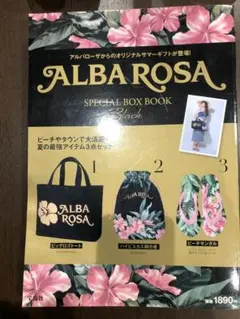 アルバローザからのオリジナルサマーギフトが登場!
ALBA ROSA
SPECIAL BOX BOOK
Black
ビーチやタウンで大活躍
夏の最強アイテム3点セット
1
2
3
ALBA
ROSA
ALBA ROSA
ビッグロゴトート
ハイビスカス柄巾着
ビーチサンダル
宝島社
1890